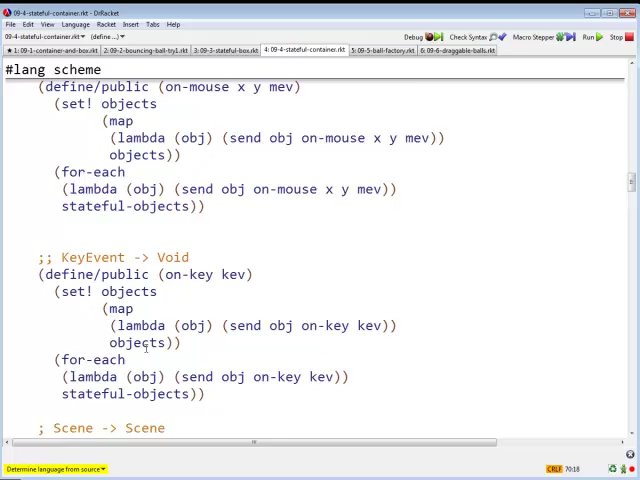 09-4-stateful-container.rkt - DrRacket
File Edit View Language Racket Insert Tabs Help
09-4-stateful-container.rkt (define ...) Debug Check Syntax Macro Stepper Run Stop
1: 09-1-container-and-box.rkt 2: 09-2-bouncing-ball-try1.rkt 3: 09-3-stateful-box.rkt 4: 09-4-stateful-container.rkt 5: 09-5-ball-factory.rkt 6: 09-6-draggable-balls.rkt
#lang scheme
(define/public (on-mouse x y mev)
(set! objects
(map
(lambda (obj) (send obj on-mouse x y mev))
objects))
(for-each
(lambda (obj) (send obj on-mouse x y mev))
stateful-objects))
;; KeyEvent -> Void
(define/public (on-key kev)
(set! objects
(map
(lambda (obj) (send obj on-key kev))
objects))
(for-each
(lambda (obj) (send obj on-key kev))
stateful-objects))
; Scene -> Scene
Determine language from source CRLF 70:18